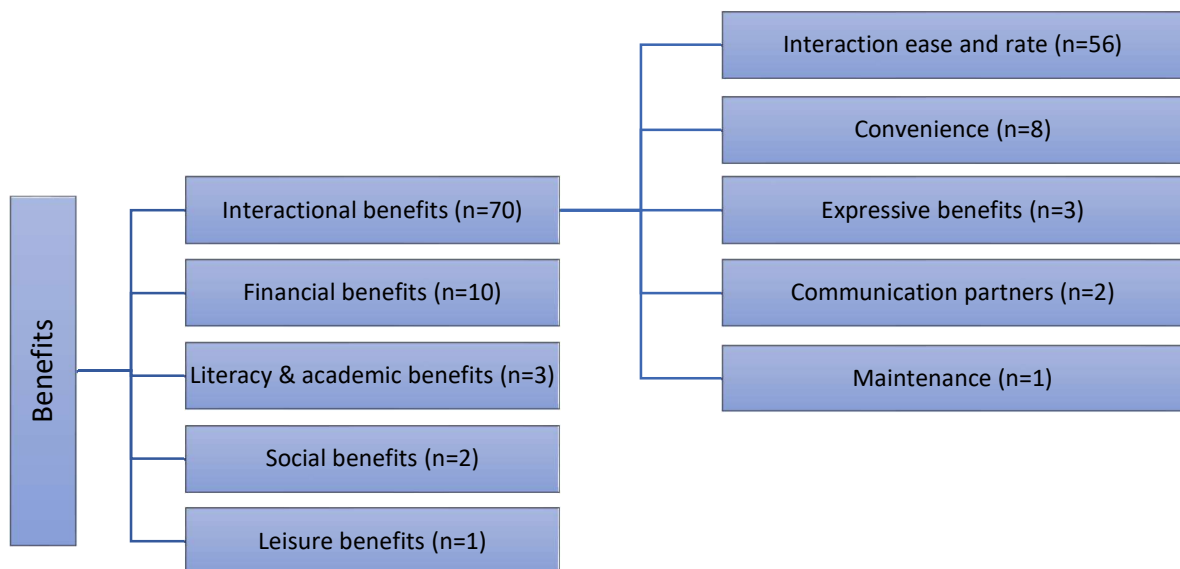 Benefits
Interactional benefits (n=70)
Financial benefits (n=10)
Literacy & academic benefits (n=3)
Social benefits (n=2)
Leisure benefits (n=1)
Interaction ease and rate (n=56)
Convenience (n=8)
Expressive benefits (n=3)
Communication partners (n=2)
Maintenance (n=1)